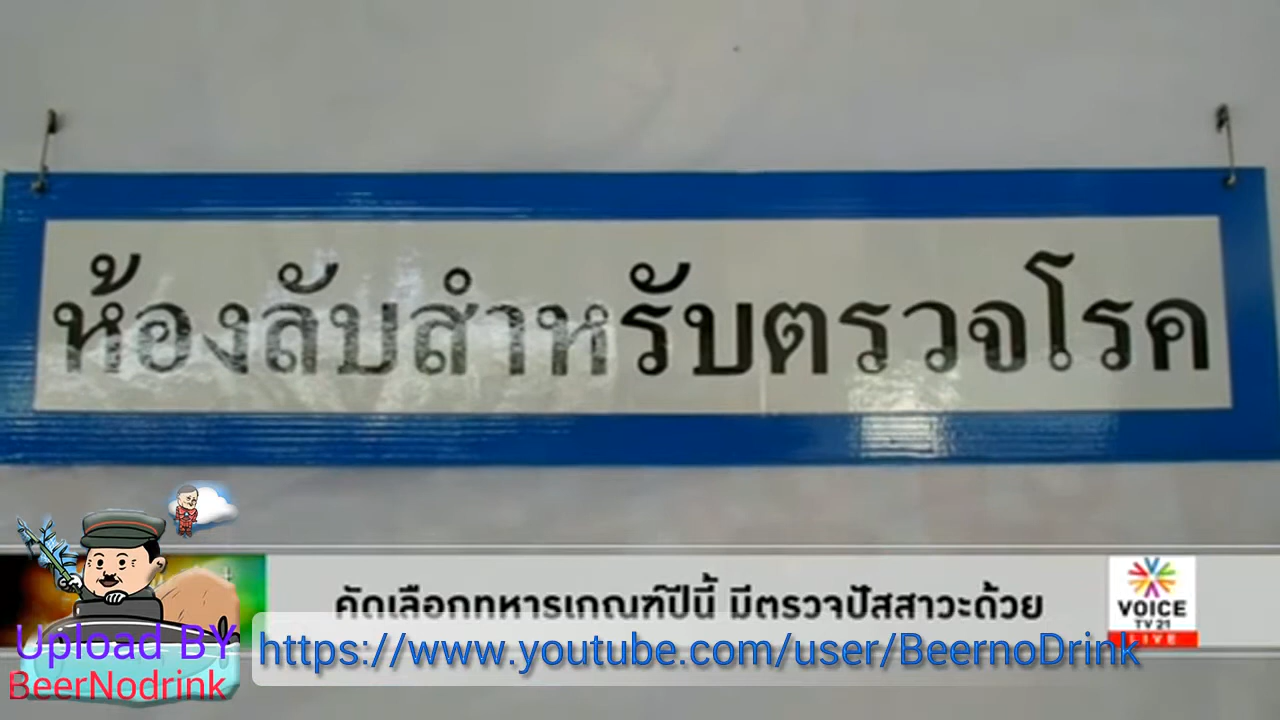 ห้องลับสำหรับตรวจโรค
คัดเลือกทหารเกณฑ์ปีนี้ มีตรวจปัสสาวะด้วย
VOICE
TV 21
LIVE
Upload BY
BeerNodrink
https://www.youtube.com/user/BeernoDrink